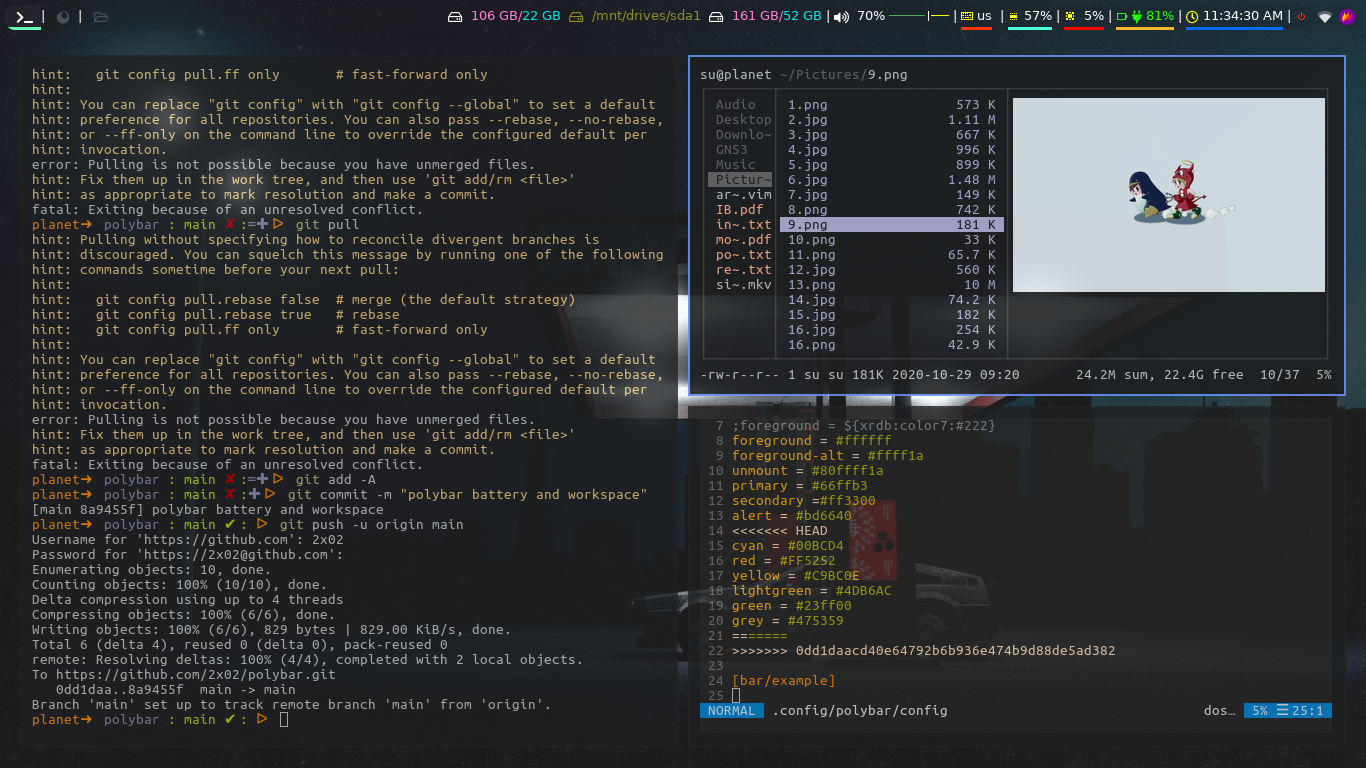 106 GB/22 GB /mnt/drives/sda1 161 GB/52 GB | 70% | us | 57% | 5% | 81% | 11:34:30 AM |
hint:   git config pull.ff only       # fast-forward only
hint:
hint: You can replace "git config" with "git config --global" to set a default
hint: preference for all repositories. You can also pass --rebase, --no-rebase,
hint: or --ff-only on the command line to override the configured default per
hint: invocation.
error: Pulling is not possible because you have unmerged files.
hint: Fix them up in the work tree, and then use 'git add/rm <file>'
hint: as appropriate to mark resolution and make a commit.
fatal: Exiting because of an unresolved conflict.
planet➜ polybar : main ✘ :=✚ ᐅ git pull
hint: Pulling without specifying how to reconcile divergent branches is
hint: discouraged. You can squelch this message by running one of the following
hint: commands sometime before your next pull:
hint:
hint:   git config pull.rebase false  # merge (the default strategy)
hint:   git config pull.rebase true   # rebase
hint:   git config pull.ff only       # fast-forward only
hint:
hint: You can replace "git config" with "git config --global" to set a default
hint: preference for all repositories. You can also pass --rebase, --no-rebase,
hint: or --ff-only on the command line to override the configured default per
hint: invocation.
error: Pulling is not possible because you have unmerged files.
hint: Fix them up in the work tree, and then use 'git add/rm <file>'
hint: as appropriate to mark resolution and make a commit.
fatal: Exiting because of an unresolved conflict.
planet➜ polybar : main ✘ :=✚ ᐅ git add -A
planet➜ polybar : main ✘ :✚ ᐅ git commit -m "polybar battery and workspace"
[main 8a9455f] polybar battery and workspace
planet➜ polybar : main ✔ : ᐅ git push -u origin main
Username for 'https://github.com': 2x02
Password for 'https://2x02@github.com':
Enumerating objects: 10, done.
Counting objects: 100% (10/10), done.
Delta compression using up to 4 threads
Compressing objects: 100% (6/6), done.
Writing objects: 100% (6/6), 829 bytes | 829.00 KiB/s, done.
Total 6 (delta 4), reused 0 (delta 0), pack-reused 0
remote: Resolving deltas: 100% (4/4), completed with 2 local objects.
To https://github.com/2x02/polybar.git
   0dd1daa..8a9455f  main -> main
Branch 'main' set up to track remote branch 'main' from 'origin'.
planet➜ polybar : main ✔ : ᐅ
su@planet ~/Pictures/9.png
Audio 1.png 573 K
Desktop 2.jpg 1.11 M
Downlo~ 3.jpg 667 K
GNS3 4.jpg 996 K
Music 5.jpg 899 K
Pictur~ 6.jpg 1.48 M
ar~.vim 7.jpg 149 K
IB.pdf 8.png 742 K
in~.txt 9.png 181 K
mo~.pdf 10.png 33 K
po~.txt 11.png 65.7 K
re~.txt 12.jpg 560 K
si~.mkv 13.png 10 M
14.jpg 74.2 K
15.jpg 182 K
16.jpg 254 K
16.png 42.9 K
-rw-r--r-- 1 su su 181K 2020-10-29 09:20 24.2M sum, 22.4G free 10/37 5%
7 ;foreground = ${xrdb:color7:#222}
8 foreground = #ffffff
9 foreground-alt = #ffff1a
10 unmount = #80ffff1a
11 primary = #66ffb3
12 secondary =#ff3300
13 alert = #bd6640
14 <<<<<<< HEAD
15 cyan = #00BCD4
16 red = #FF5252
17 yellow = #C9BC0E
18 lightgreen = #4DB6AC
19 green = #23ff00
20 grey = #475359
21 =======
22 >>>>>>> 0dd1daacd40e64792b6b936e474b9d88de5ad382
23
24 [bar/example]
25
NORMAL .config/polybar/config dos… 5% ☰ 25:1